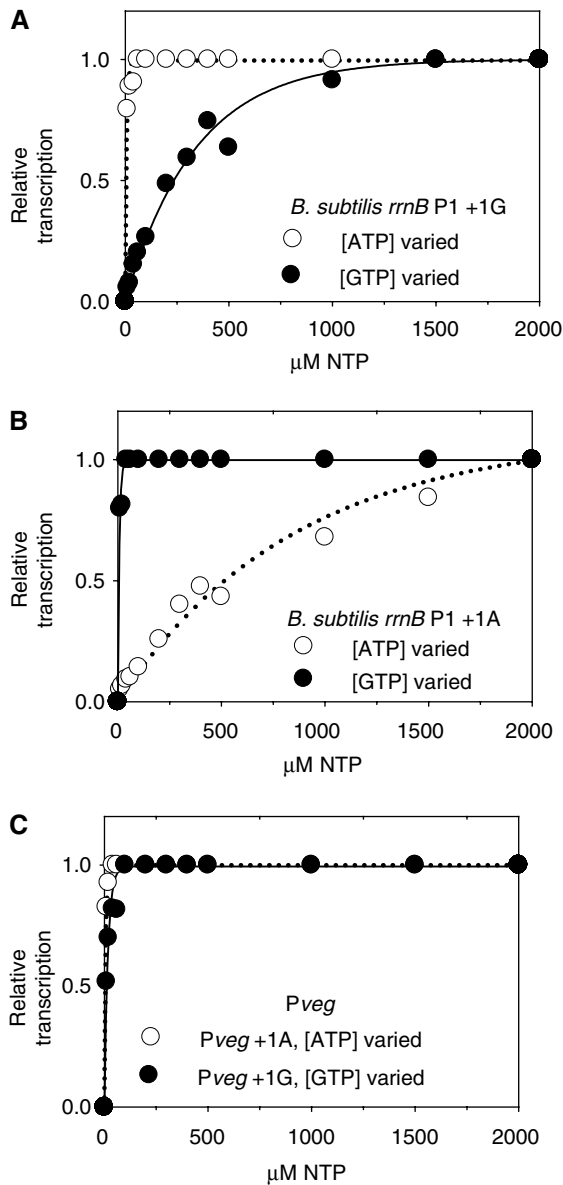 A
Relative
transcription
1.0
0.5
0.0
B. subtilis rrnB P1 +1G
[ATP] varied
[GTP] varied
0
500
1000
1500
2000
μM NTP
B
Relative
transcription
1.0
0.5
0.0
B. subtilis rrnB P1 +1A
[ATP] varied
[GTP] varied
0
500
1000
1500
2000
μM NTP
C
Relative
transcription
1.0
0.5
0.0
Pveg
Pveg +1A, [ATP] varied
Pveg +1G, [GTP] varied
0
500
1000
1500
2000
μM NTP